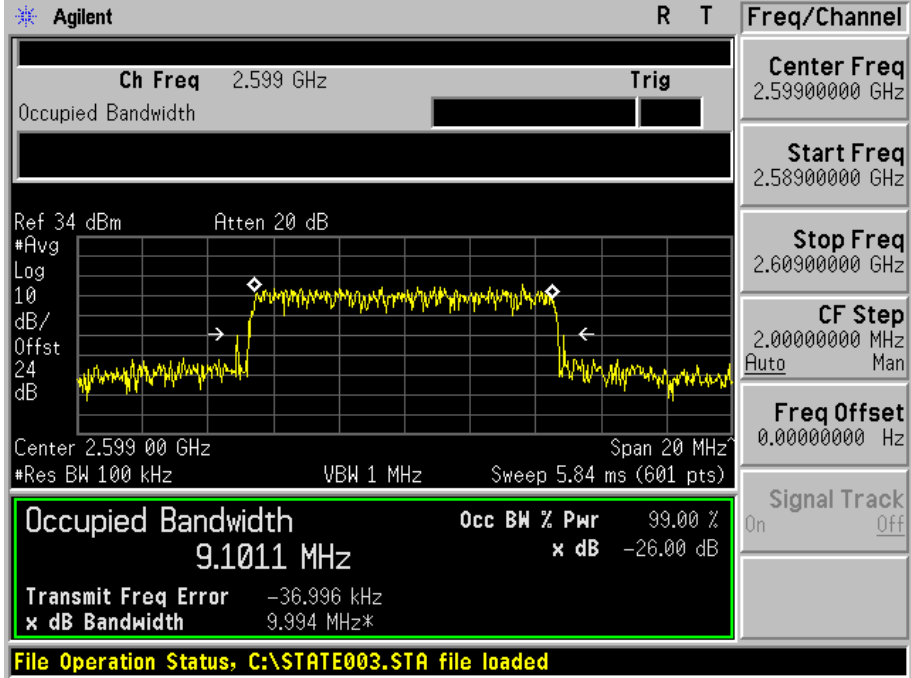 Agilent R T Freq/Channel
Ch Freq 2.599 GHz Trig
Occupied Bandwidth
Center Freq
2.59900000 GHz
Start Freq
2.58900000 GHz
Stop Freq
2.60900000 GHz
CF Step
2.00000000 MHz
Auto Man
Freq Offset
0.00000000 Hz
Signal Track
On Off
Ref 34 dBm Atten 20 dB
#Avg
Log
10
dB/
Offst
24
dB
Center 2.599 00 GHz Span 20 MHz^
#Res BW 100 kHz VBW 1 MHz Sweep 5.84 ms (601 pts)
Occupied Bandwidth Occ BW % Pwr 99.00 %
9.1011 MHz x dB -26.00 dB
Transmit Freq Error -36.996 kHz
x dB Bandwidth 9.994 MHz*
File Operation Status, C:\STATE003.STA file loaded